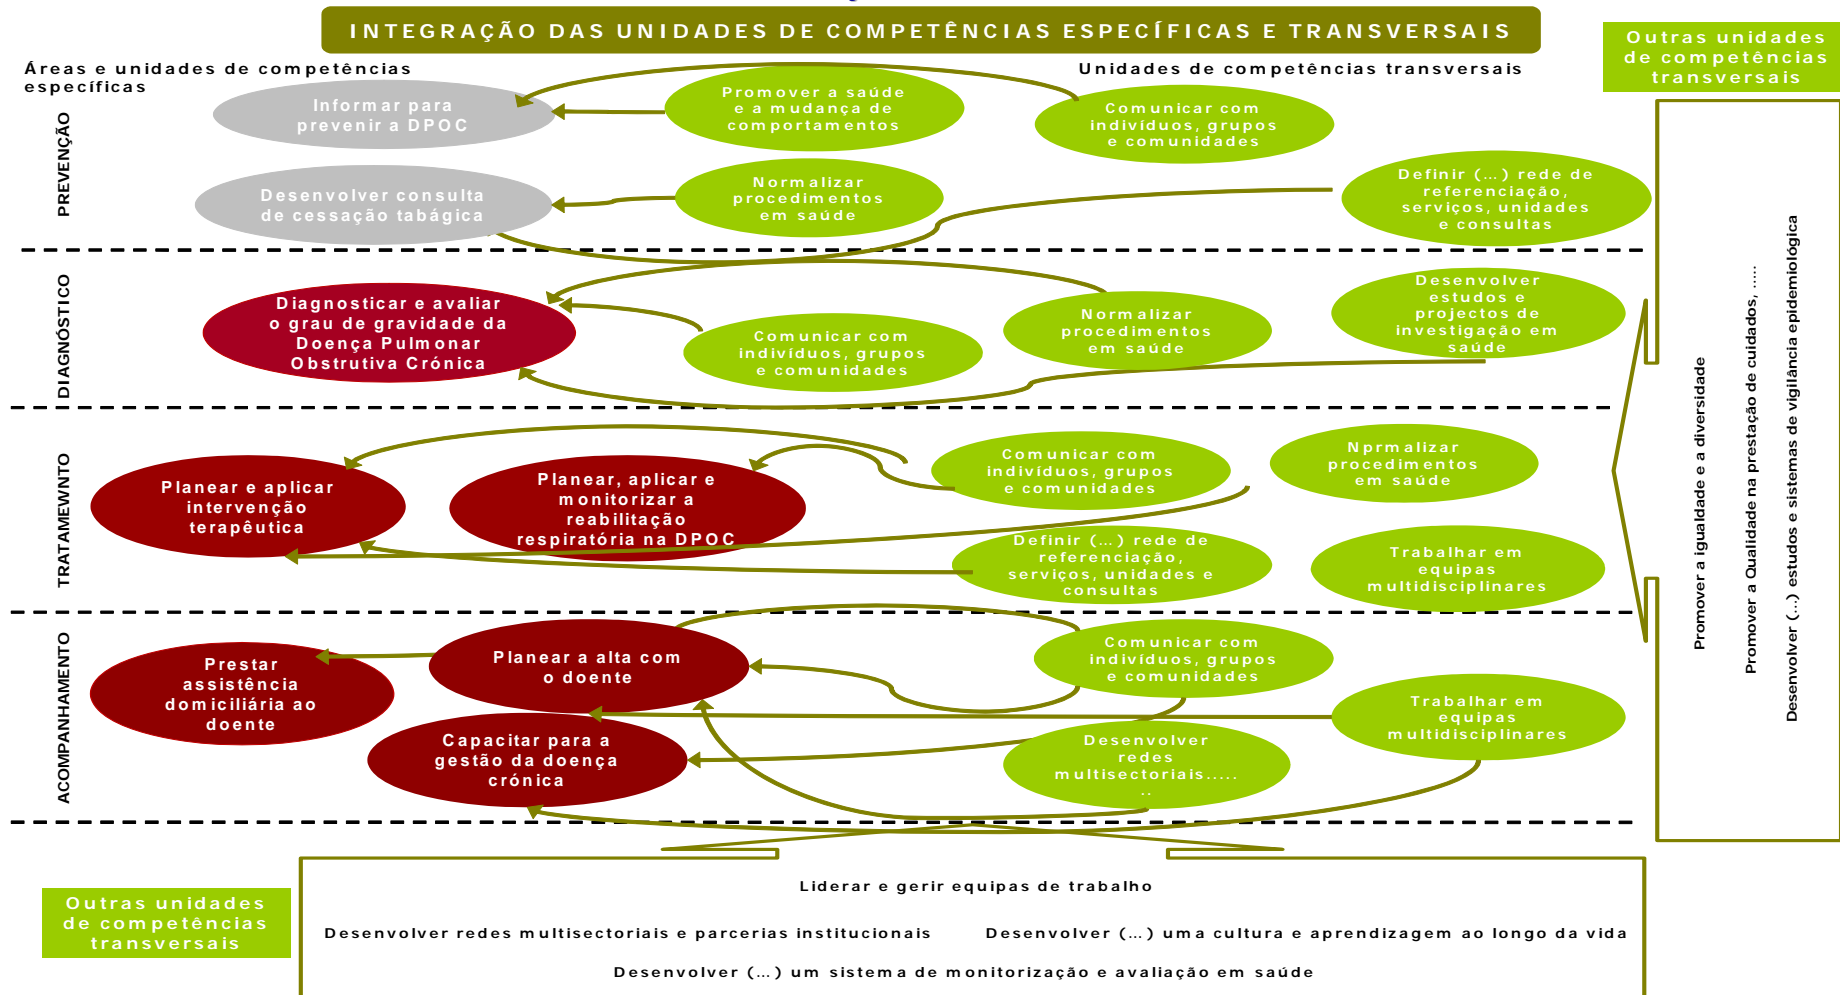 INTEGRAÇÃO DAS UNIDADES DE COMPETÊNCIAS ESPECÍFICAS E TRANSVERSAIS
Outras unidades
de competências
transversais
Áreas e unidades de competências
específicas
Unidades de competências transversais
PREVENÇÃO
Informar para
prevenir a DPOC
Promover a saúde
e a mudança de
comportamentos
Comunicar com
indivíduos, grupos
e comunidades
Desenvolver consulta
de cessação tabágica
Normalizar
procedimentos
em saúde
Definir (...) rede de
referenciação,
serviços, unidades
e consultas
DIAGNÓSTICO
Diagnosticar e avaliar
o grau de gravidade da
Doença Pulmonar
Obstrutiva Crónica
Comunicar com
indivíduos, grupos
e comunidades
Normalizar
procedimentos
em saúde
Desenvolver
estudos e
projectos de
investigação em
saúde
TRATAMEWNTO
Planear e aplicar
intervenção
terapêutica
Planear, aplicar e
monitorizar a
reabilitação
respiratória na DPOC
Comunicar com
indivíduos, grupos
e comunidades
Nprmalizar
procedimentos
em saúde
Definir (...) rede de
referenciação,
serviços, unidades e
consultas
Trabalhar em
equipas
multidisciplinares
ACOMPANHAMENTO
Prestar
assistência
domiciliária ao
doente
Planear a alta com
o doente
Capacitar para a
gestão da doença
crónica
Comunicar com
indivíduos, grupos
e comunidades
Trabalhar em
equipas
multidisciplinares
Desenvolver
redes
multisectoriais.....
..
Promover a igualdade e a diversidade
Promover a Qualidade na prestação de cuidados, .....
Desenvolver (...) estudos e sistemas de vigilância epidemiológica
Outras unidades
de competências
transversais
Liderar e gerir equipas de trabalho
Desenvolver redes multisectoriais e parcerias institucionais
Desenvolver (...) uma cultura e aprendizagem ao longo da vida
Desenvolver (...) um sistema de monitorização e avaliação em saúde